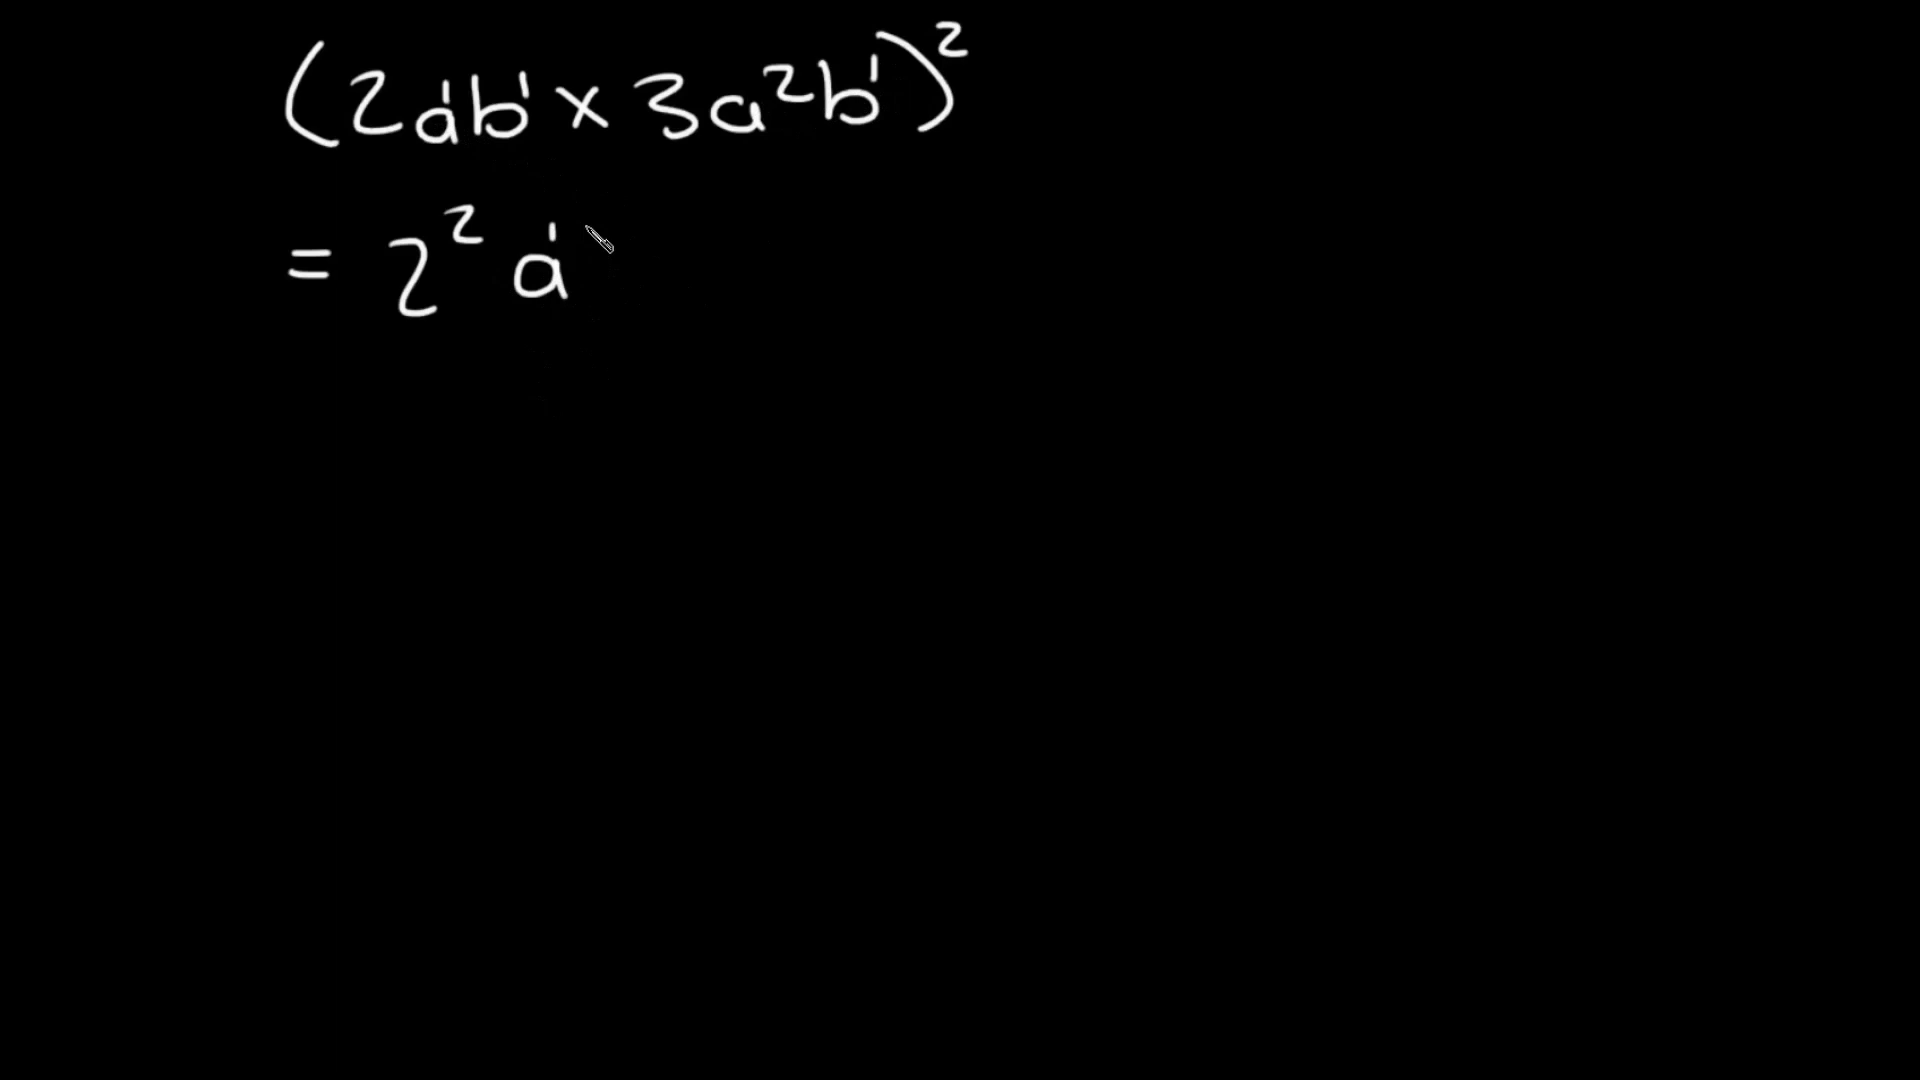 (2a¹b¹ × 3a²b¹)²
= 2² a¹